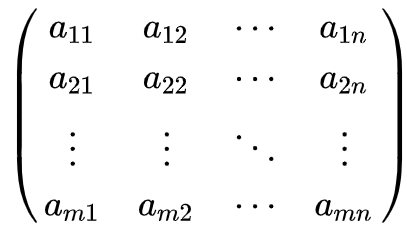 a₁₁ a₁₂ ⋯ a₁ₙ
a₂₁ a₂₂ ⋯ a₂ₙ
⋮ ⋮ ⋱ ⋮
aₘ₁ aₘ₂ ⋯ aₘₙ